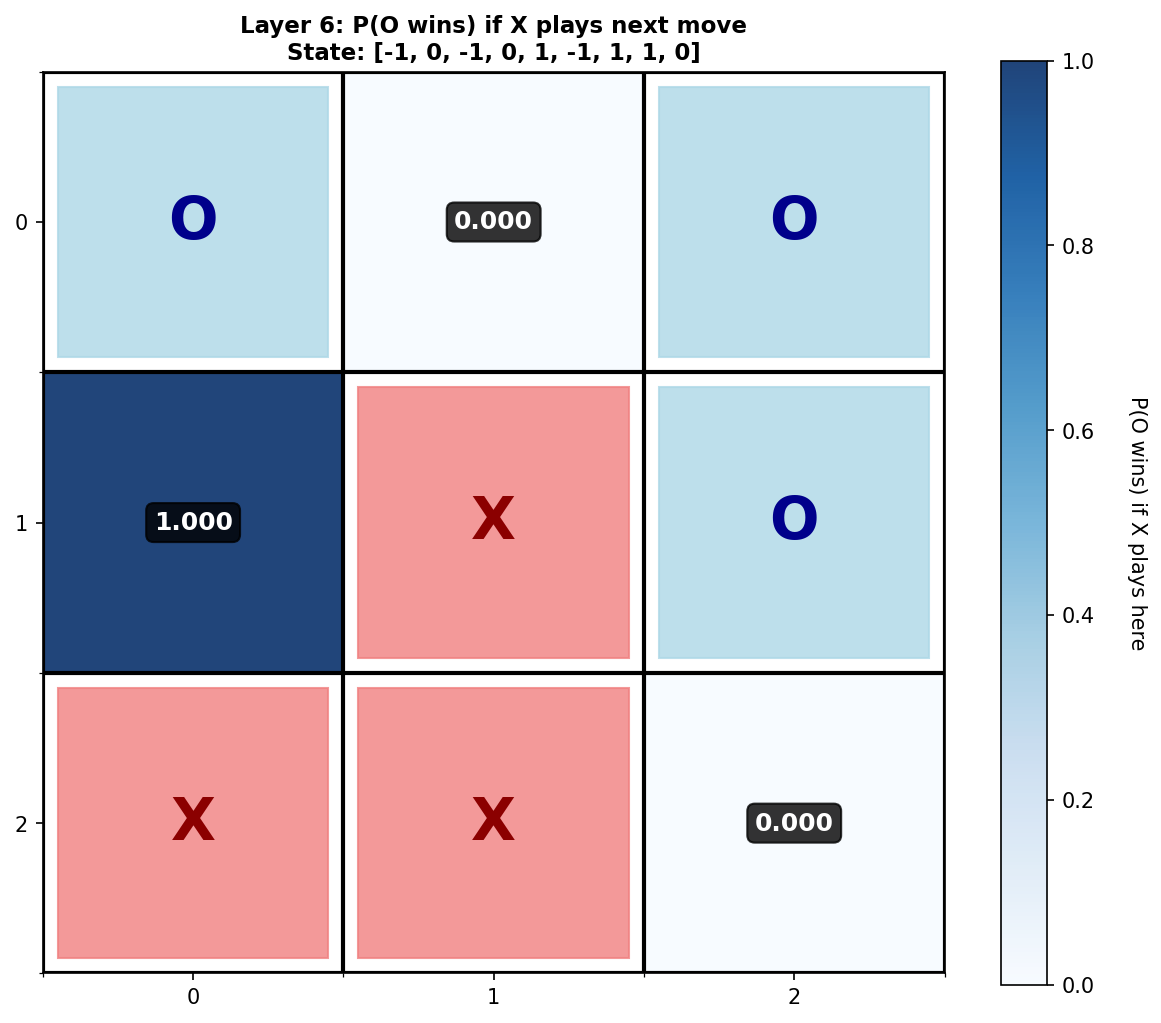 Layer 6: P(O wins) if X plays next move
State: [-1, 0, -1, 0, 1, -1, 1, 1, 0]
0
O
0.000
O
1
1.000
X
O
2
X
X
0.000
0
1
2
1.0
0.8
0.6
0.4
0.2
0.0
P(O wins) if X plays here